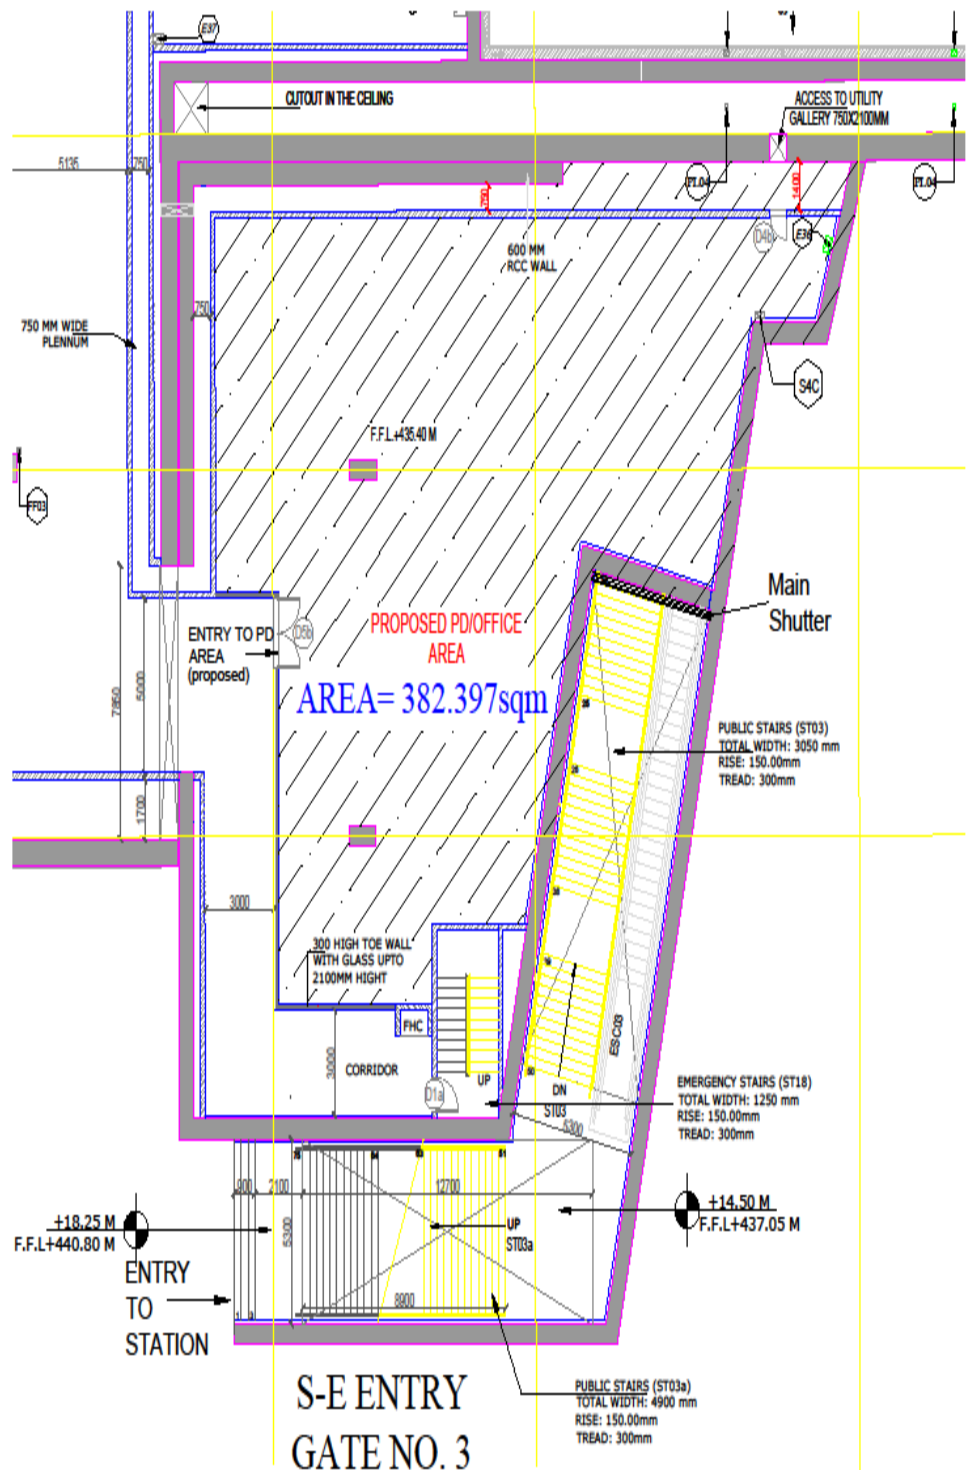 E37
CUTOUT IN THE CEILING
ACCESS TO UTILITY
GALLERY 750X2100MM
5135
750
750
1400
FI.04
FI.04
600 MM
RCC WALL
D4b
E36
750
750 MM WIDE
PLENNUM
S4C
F.F.L+435.40 M
FF03
Main
Shutter
ENTRY TO PD
AREA
(proposed)
D5b
PROPOSED PD/OFFICE
AREA
AREA= 382.397sqm
7850
5000
1700
PUBLIC STAIRS (ST03)
TOTAL WIDTH: 3050 mm
RISE: 150.00mm
TREAD: 300mm
3000
300 HIGH TOE WALL
WITH GLASS UPTO
2100MM HIGHT
FHC
3000
CORRIDOR
UP
D1a
DN
ST03
ESC03
EMERGENCY STAIRS (ST18)
TOTAL WIDTH: 1250 mm
RISE: 150.00mm
TREAD: 300mm
5300
900
2100
12700
51
+18.25 M
F.F.L+440.80 M
5300
UP
ST03a
+14.50 M
F.F.L+437.05 M
ENTRY
TO
STATION
8900
S-E ENTRY
GATE NO. 3
PUBLIC STAIRS (ST03a)
TOTAL WIDTH: 4900 mm
RISE: 150.00mm
TREAD: 300mm